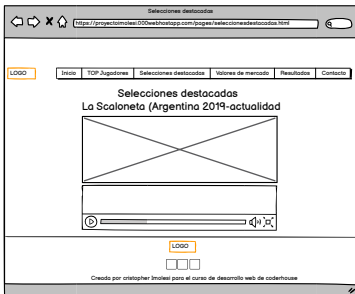 Selecciones destacadas
https://proyectoimolesi.000webhostapp.com/pages/seleccionesdestacadas.html
LOGO
Inicio TOP Jugadores Selecciones destacadas Valores de mercado Resultados Contacto
Selecciones destacadas
La Scaloneta (Argentina 2019-actualidad
LOGO
Creada por cristopher Imolesi para el curso de desarrollo web de coderhouse